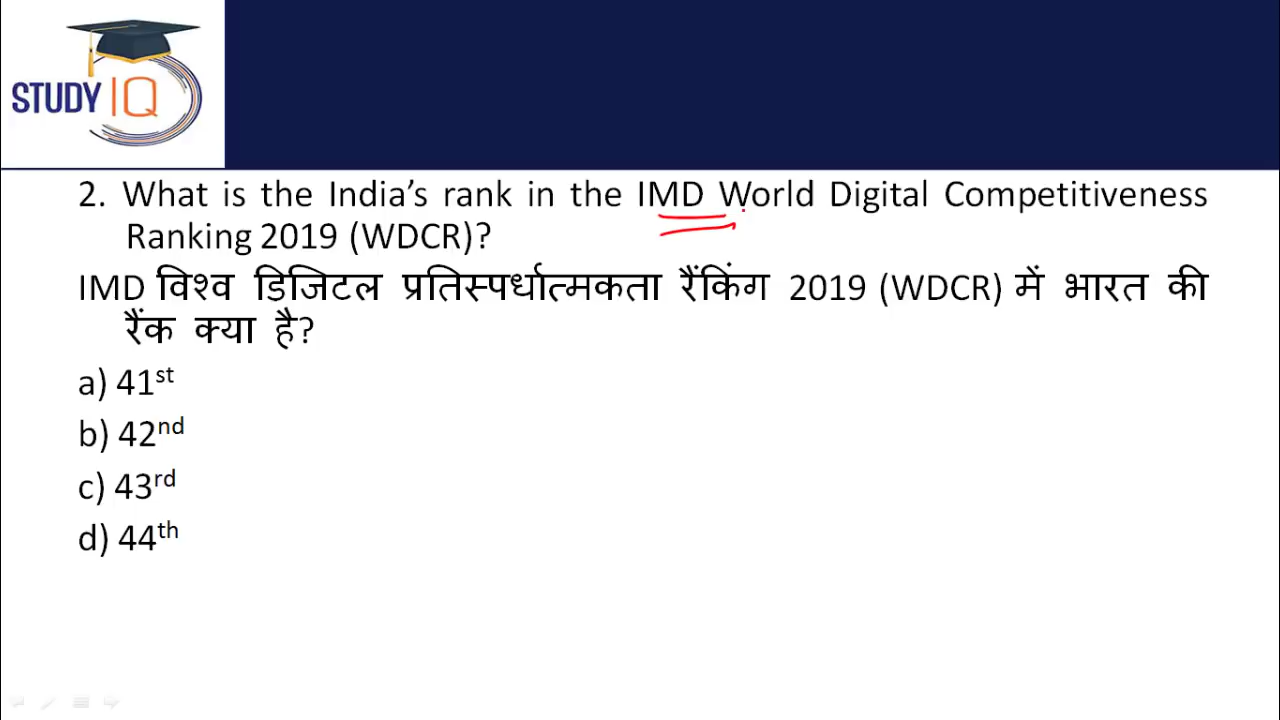 STUDY IQ
2. What is the India’s rank in the IMD World Digital Competitiveness
Ranking 2019 (WDCR)?
IMD विश्व डिजिटल प्रतिस्पर्धात्मकता रैंकिंग 2019 (WDCR) में भारत की
रैंक क्या है?
a) 41st
b) 42nd
c) 43rd
d) 44th